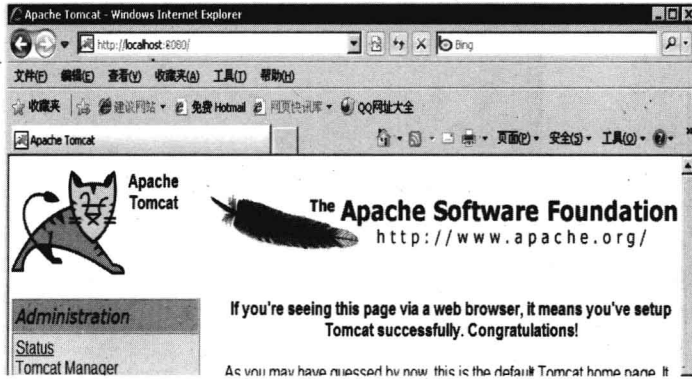 Apache Tomcat - Windows Internet Explorer
http://localhost:8080/
Bing
文件(F) 编辑(E) 查看(V) 收藏夹(A) 工具(T) 帮助(H)
收藏夹 建议网站 免费 Hotmail 网页快讯库 QQ网址大全
Apache Tomcat 页面(P) 安全(S) 工具(O)
Apache
Tomcat
The Apache Software Foundation
http://www.apache.org/
Administration
Status
Tomcat Manager
If you're seeing this page via a web browser, it means you've setup
Tomcat successfully. Congratulations!
As you may have guessed by now, this is the default Tomcat home page. It